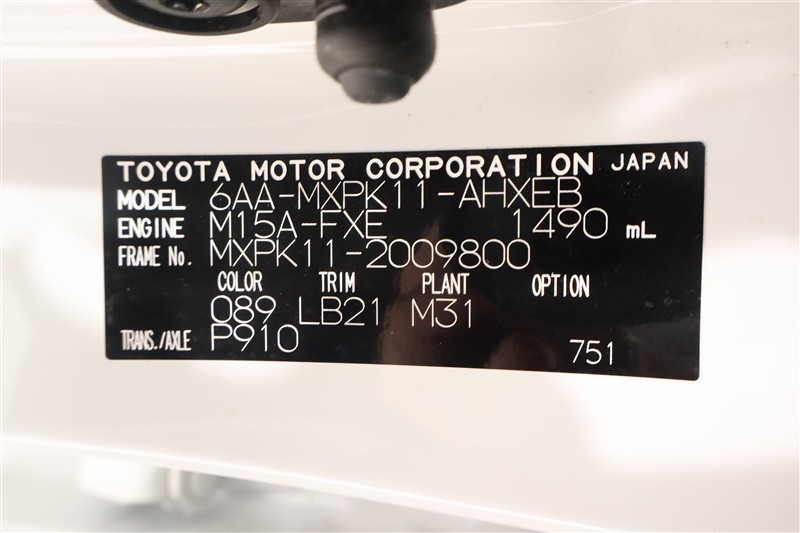 TOYOTA MOTOR CORPORATION JAPAN
MODEL 6AA-MXPK11-AHXEB
ENGINE M15A-FXE 1490 mL
FRAME No. MXPK11-2009800
COLOR TRIM PLANT OPTION
089 LB21 M31
TRANS./AXLE P910
751